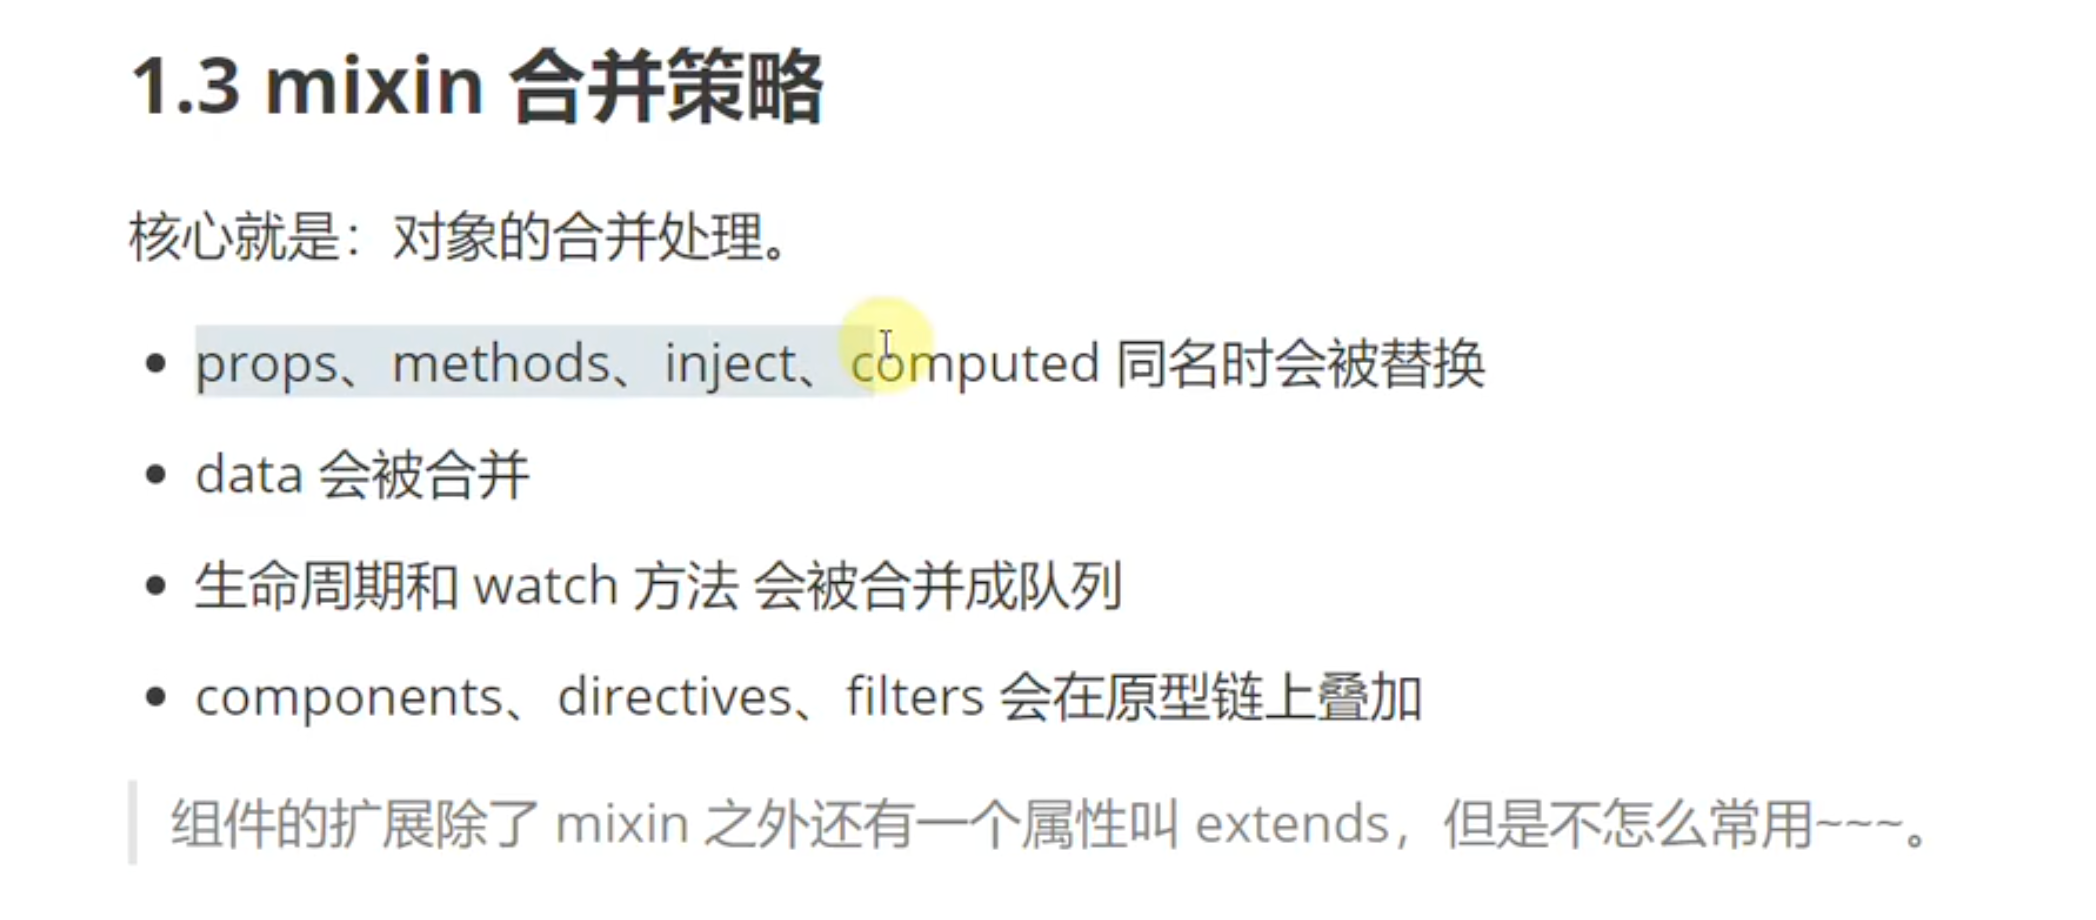 1.3 mixin 合并策略
核心就是：对象的合并处理。
props、methods、inject、computed 同名时会被替换
data 会被合并
生命周期和 watch 方法 会被合并成队列
components、directives、filters 会在原型链上叠加
组件的扩展除了 mixin 之外还有一个属性叫 extends，但是不怎么常用~~~。